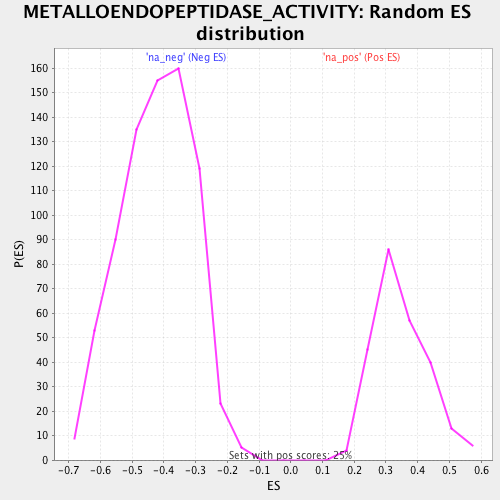 METALLOENDOPEPTIDASE_ACTIVITY: Random ES
distribution
'na_neg' (Neg ES) 'na_pos' (Pos ES)
160
150
140
130
120
110
100
90
80
70
60
50
40
30
20
10
0
P(ES)
Sets with pos scores: 25%
-0.7 -0.6 -0.5 -0.4 -0.3 -0.2 -0.1 0.0 0.1 0.2 0.3 0.4 0.5 0.6
ES